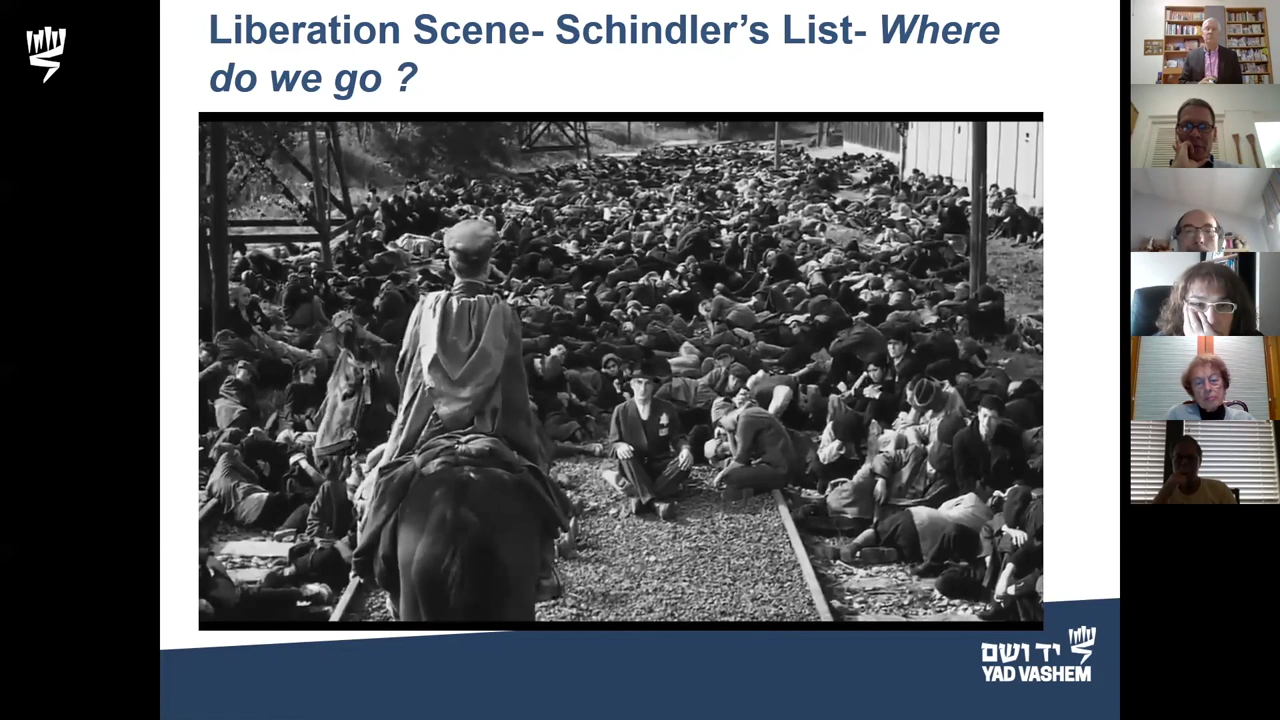 Liberation Scene- Schindler’s List- Where
do we go ?
יד ושם
YAD VASHEM